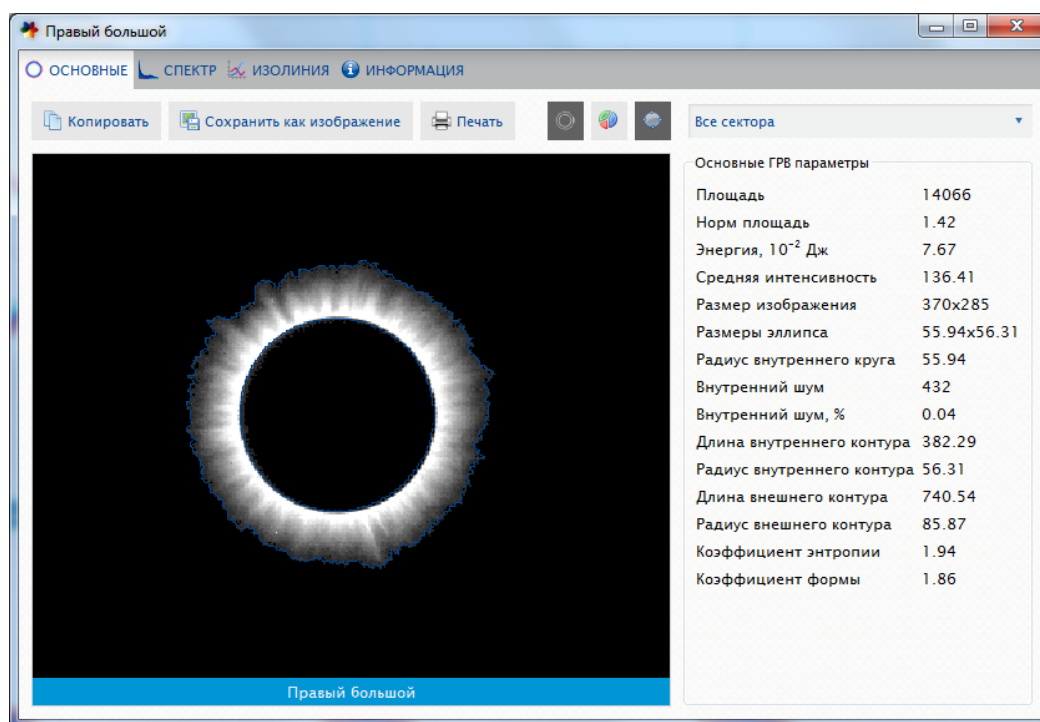 Правый большой
ОСНОВНЫЕ СПЕКТР ИЗОЛИНИЯ ИНФОРМАЦИЯ
Копировать Сохранить как изображение Печать Все сектора
Основные ГРВ параметры
Площадь 14066
Норм площадь 1.42
Энергия, 10⁻² Дж 7.67
Средняя интенсивность 136.41
Размер изображения 370x285
Размеры эллипса 55.94x56.31
Радиус внутреннего круга 55.94
Внутренний шум 432
Внутренний шум, % 0.04
Длина внутреннего контура 382.29
Радиус внутреннего контура 56.31
Длина внешнего контура 740.54
Радиус внешнего контура 85.87
Коэффициент энтропии 1.94
Коэффициент формы 1.86
Правый большой